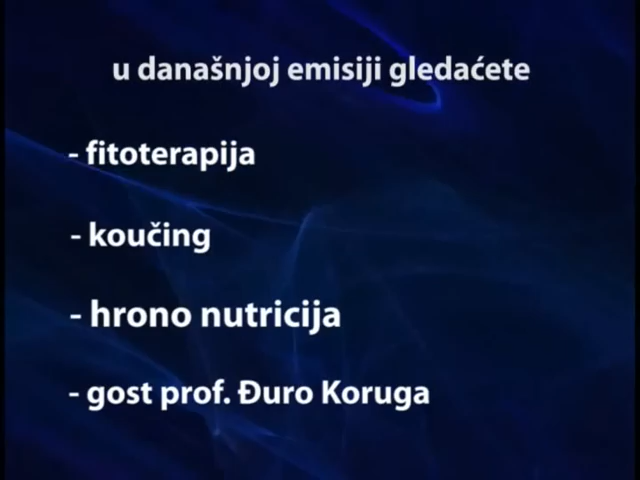 u današnjoj emisiji gledaćete
- fitoterapija
- koučing
- hrono nutricija
- gost prof. Đuro Koruga